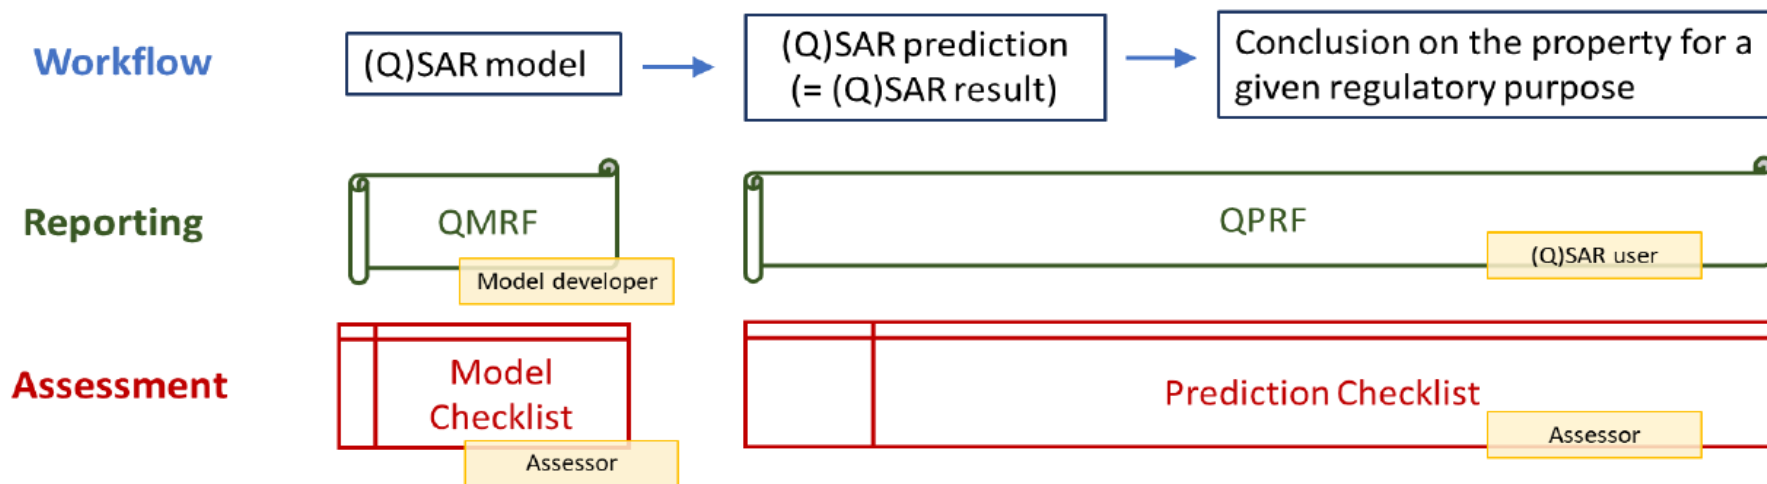 Workflow
(Q)SAR model
(Q)SAR prediction
(= (Q)SAR result)
Conclusion on the property for a
given regulatory purpose
Reporting
QMRF
Model developer
QPRF
(Q)SAR user
Assessment
Model
Checklist
Assessor
Prediction Checklist
Assessor